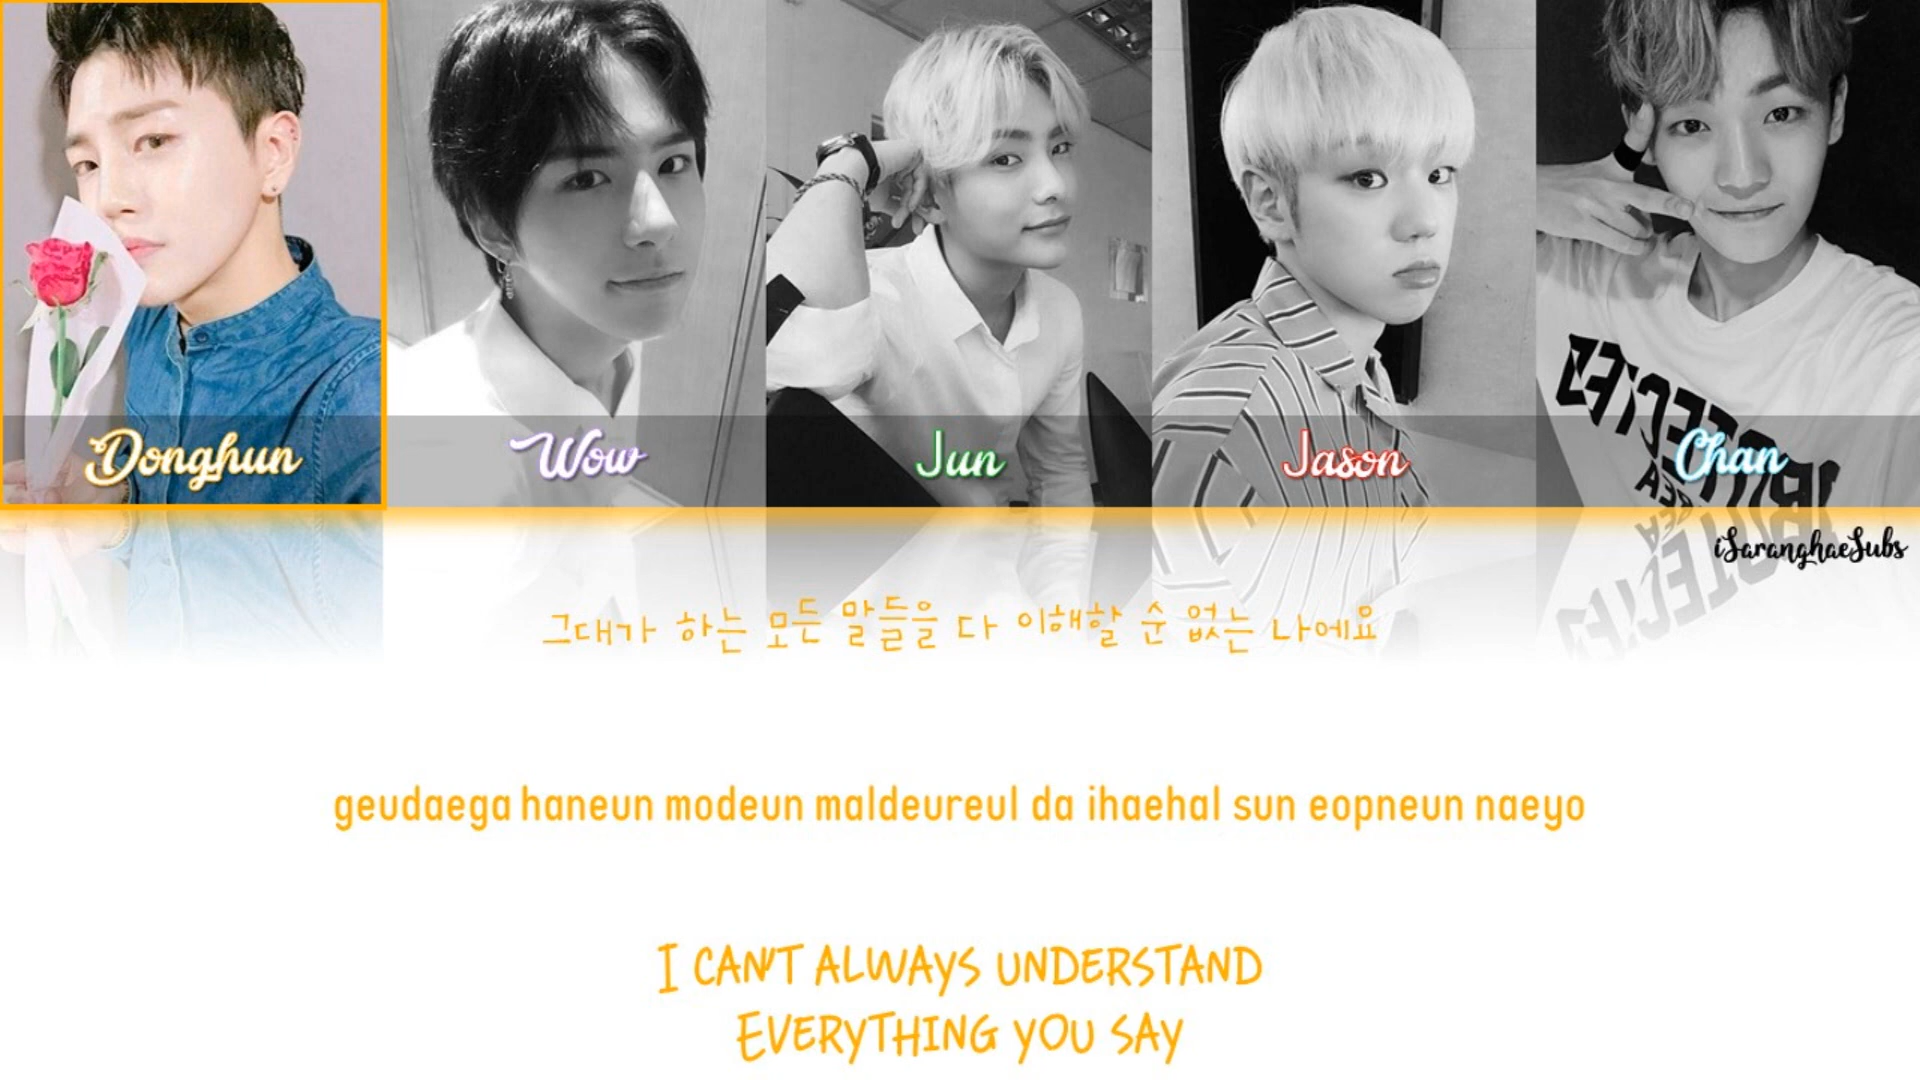 Donghun
Wow
Jun
Jason
Chan
iSaranghaeSubs
그대가 하는 모든 말들을 다 이해할 순 없는 나에요
geudaega haneun modeun maldeureul da ihaehal sun eopneun naeyo
I CAN'T ALWAYS UNDERSTAND
EVERYTHING YOU SAY